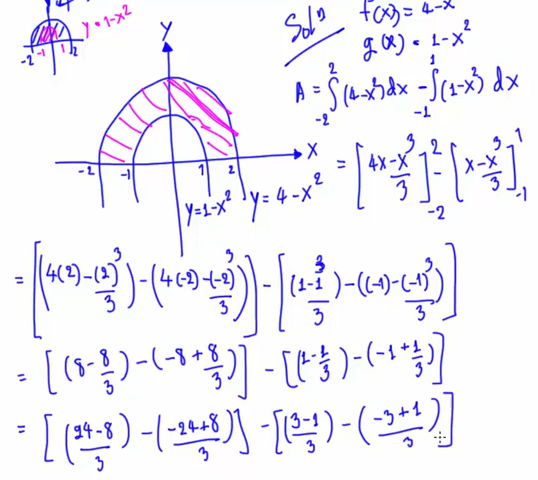 y = 1-x²
-2 -1 1 2
Sol n
f(x) = 4-x
g(x) = 1-x²
Y
A = ∫_{-2}^{2} (4-x²)dx - ∫_{-1}^{1} (1-x²) dx
X
-2 -1 1 2
y=1-x² y=4-x²
= [4x-x³/3]_{-2}^{2} - [x-x³/3]_{-1}^{1}
= [(4(2)-(2)³/3)-(4(-2)-(-2)³/3)] - [(1-1³/3)-((-1)-(-1)³/3)]
= [(8-8/3)-(-8+8/3)] - [(1-1/3)-(-1+1/3)]
= [((24-8)/3)-((-24+8)/3)] - [((3-1)/3)-((-3+1)/3)]